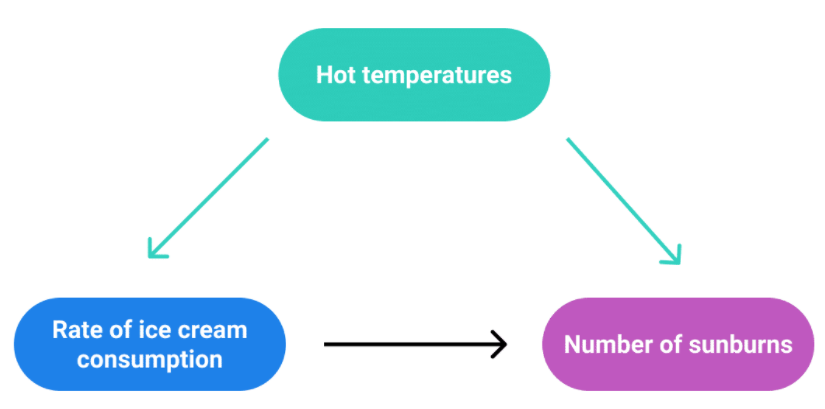 Hot temperatures
Rate of ice cream
consumption
Number of sunburns